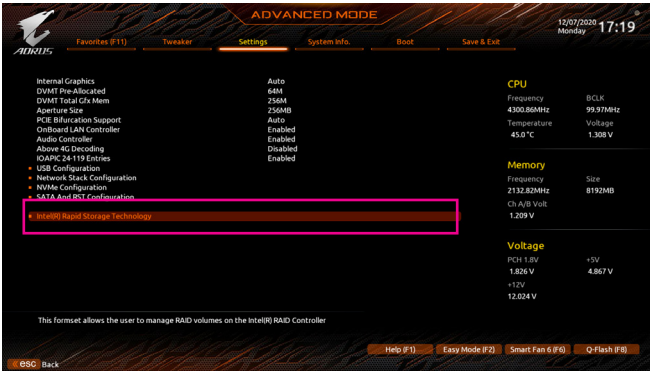 ADVANCED MODE
12/07/2020 Monday 17:19
AORUS
Favorites (F11) Tweaker Settings System Info. Boot Save & Exit
Internal Graphics Auto
DVMT Pre-Allocated 64M
DVMT Total Gfx Mem 256M
Aperture Size 256MB
PCIE Bifurcation Support Auto
OnBoard LAN Controller Enabled
Audio Controller Enabled
Above 4G Decoding Disabled
IOAPIC 24-119 Entries Enabled
USB Configuration
Network Stack Configuration
NVMe Configuration
SATA And RST Configuration
Intel(R) Rapid Storage Technology
CPU
Frequency BCLK
4300.86MHz 99.97MHz
Temperature Voltage
45.0°C 1.308 V
Memory
Frequency Size
2132.82MHz 8192MB
Ch A/B Volt
1.209 V
Voltage
PCH 1.8V +5V
1.826 V 4.867 V
+12V
12.024 V
This formset allows the user to manage RAID volumes on the Intel(R) RAID Controller
Help (F1) Easy Mode (F2) Smart Fan 6 (F6) Q-Flash (F8)
esc Back